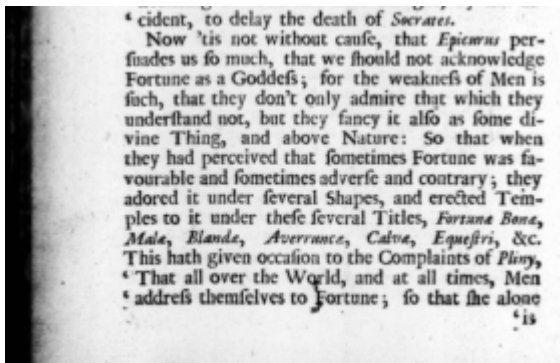 ‘ cident, to delay the death of Socrates.
Now 'tis not without cauſe, that Epicurus per-
ſuades us ſo much, that we ſhould not acknowledge
Fortune as a Goddeſs; for the weakneſs of Men is
ſuch, that they don't only admire that which they
underſtand not, but they fancy it alſo as ſome di-
vine Thing, and above Nature: So that when
they had perceived that ſometimes Fortune was fa-
vourable and ſometimes adverſe and contrary; they
adored it under ſeveral Shapes, and erected Tem-
ples to it under theſe ſeveral Titles, Fortunæ Bonæ,
Malæ, Blandæ, Averruncæ, Calvæ, Equeſtri, &c.
This hath given occaſion to the Complaints of Pliny,
‘ That all over the World, and at all times, Men
‘ addreſs themſelves to Fortune; ſo that ſhe alone
‘ is